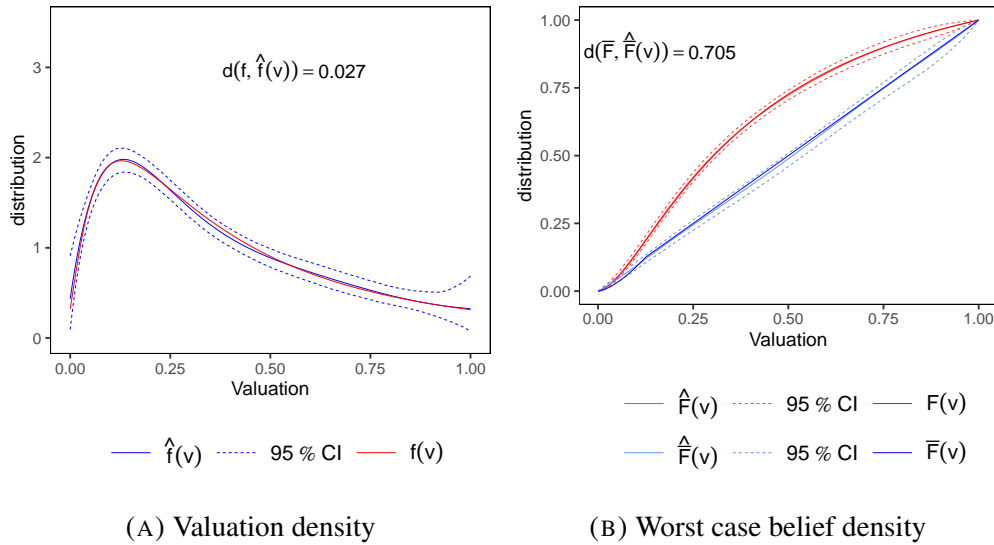 d(f, f̂(v)) = 0.027
distribution
3
2
1
0
0.00 0.25 0.50 0.75 1.00
Valuation
f̂(v) 95 % CI f(v)
(A) Valuation density
d(F̅, F̅̂(v)) = 0.705
distribution
1.00
0.75
0.50
0.25
0.00
0.00 0.25 0.50 0.75 1.00
Valuation
F̂(v) 95 % CI F(v)
F̅̂(v) 95 % CI F̅(v)
(B) Worst case belief density